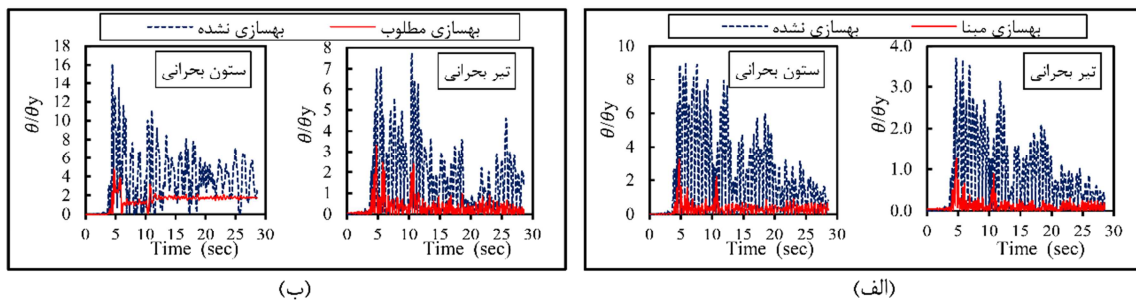 بهسازی نشده بهسازی مبنا
تیر بحرانی
θ/θy
4.0
3.0
2.0
1.0
0.0
0 5 10 15 20 25 30
Time (sec)
ستون بحرانی
θ/θy
10
8
6
4
2
0
0 5 10 15 20 25 30
Time (sec)
(الف)
بهسازی نشده بهسازی مطلوب
تیر بحرانی
θ/θy
8
7
6
5
4
3
2
1
0
0 5 10 15 20 25 30
Time (sec)
ستون بحرانی
θ/θy
18
16
14
12
10
8
6
4
2
0
0 5 10 15 20 25 30
Time (sec)
(ب)